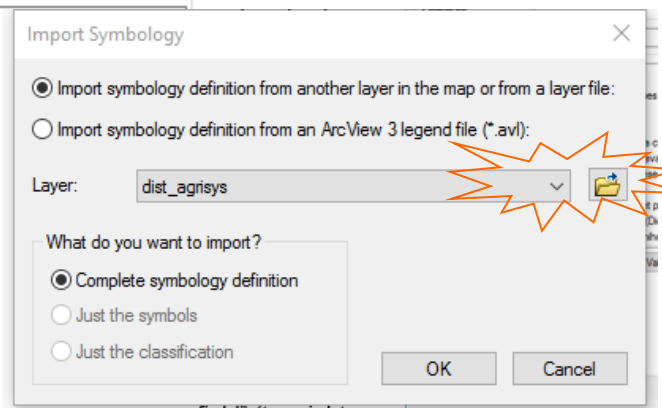 Import Symbology
Import symbology definition from another layer in the map or from a layer file:
Import symbology definition from an ArcView 3 legend file (*.avl):
Layer:
dist_agrisys
What do you want to import?
Complete symbology definition
Just the symbols
Just the classification
OK
Cancel